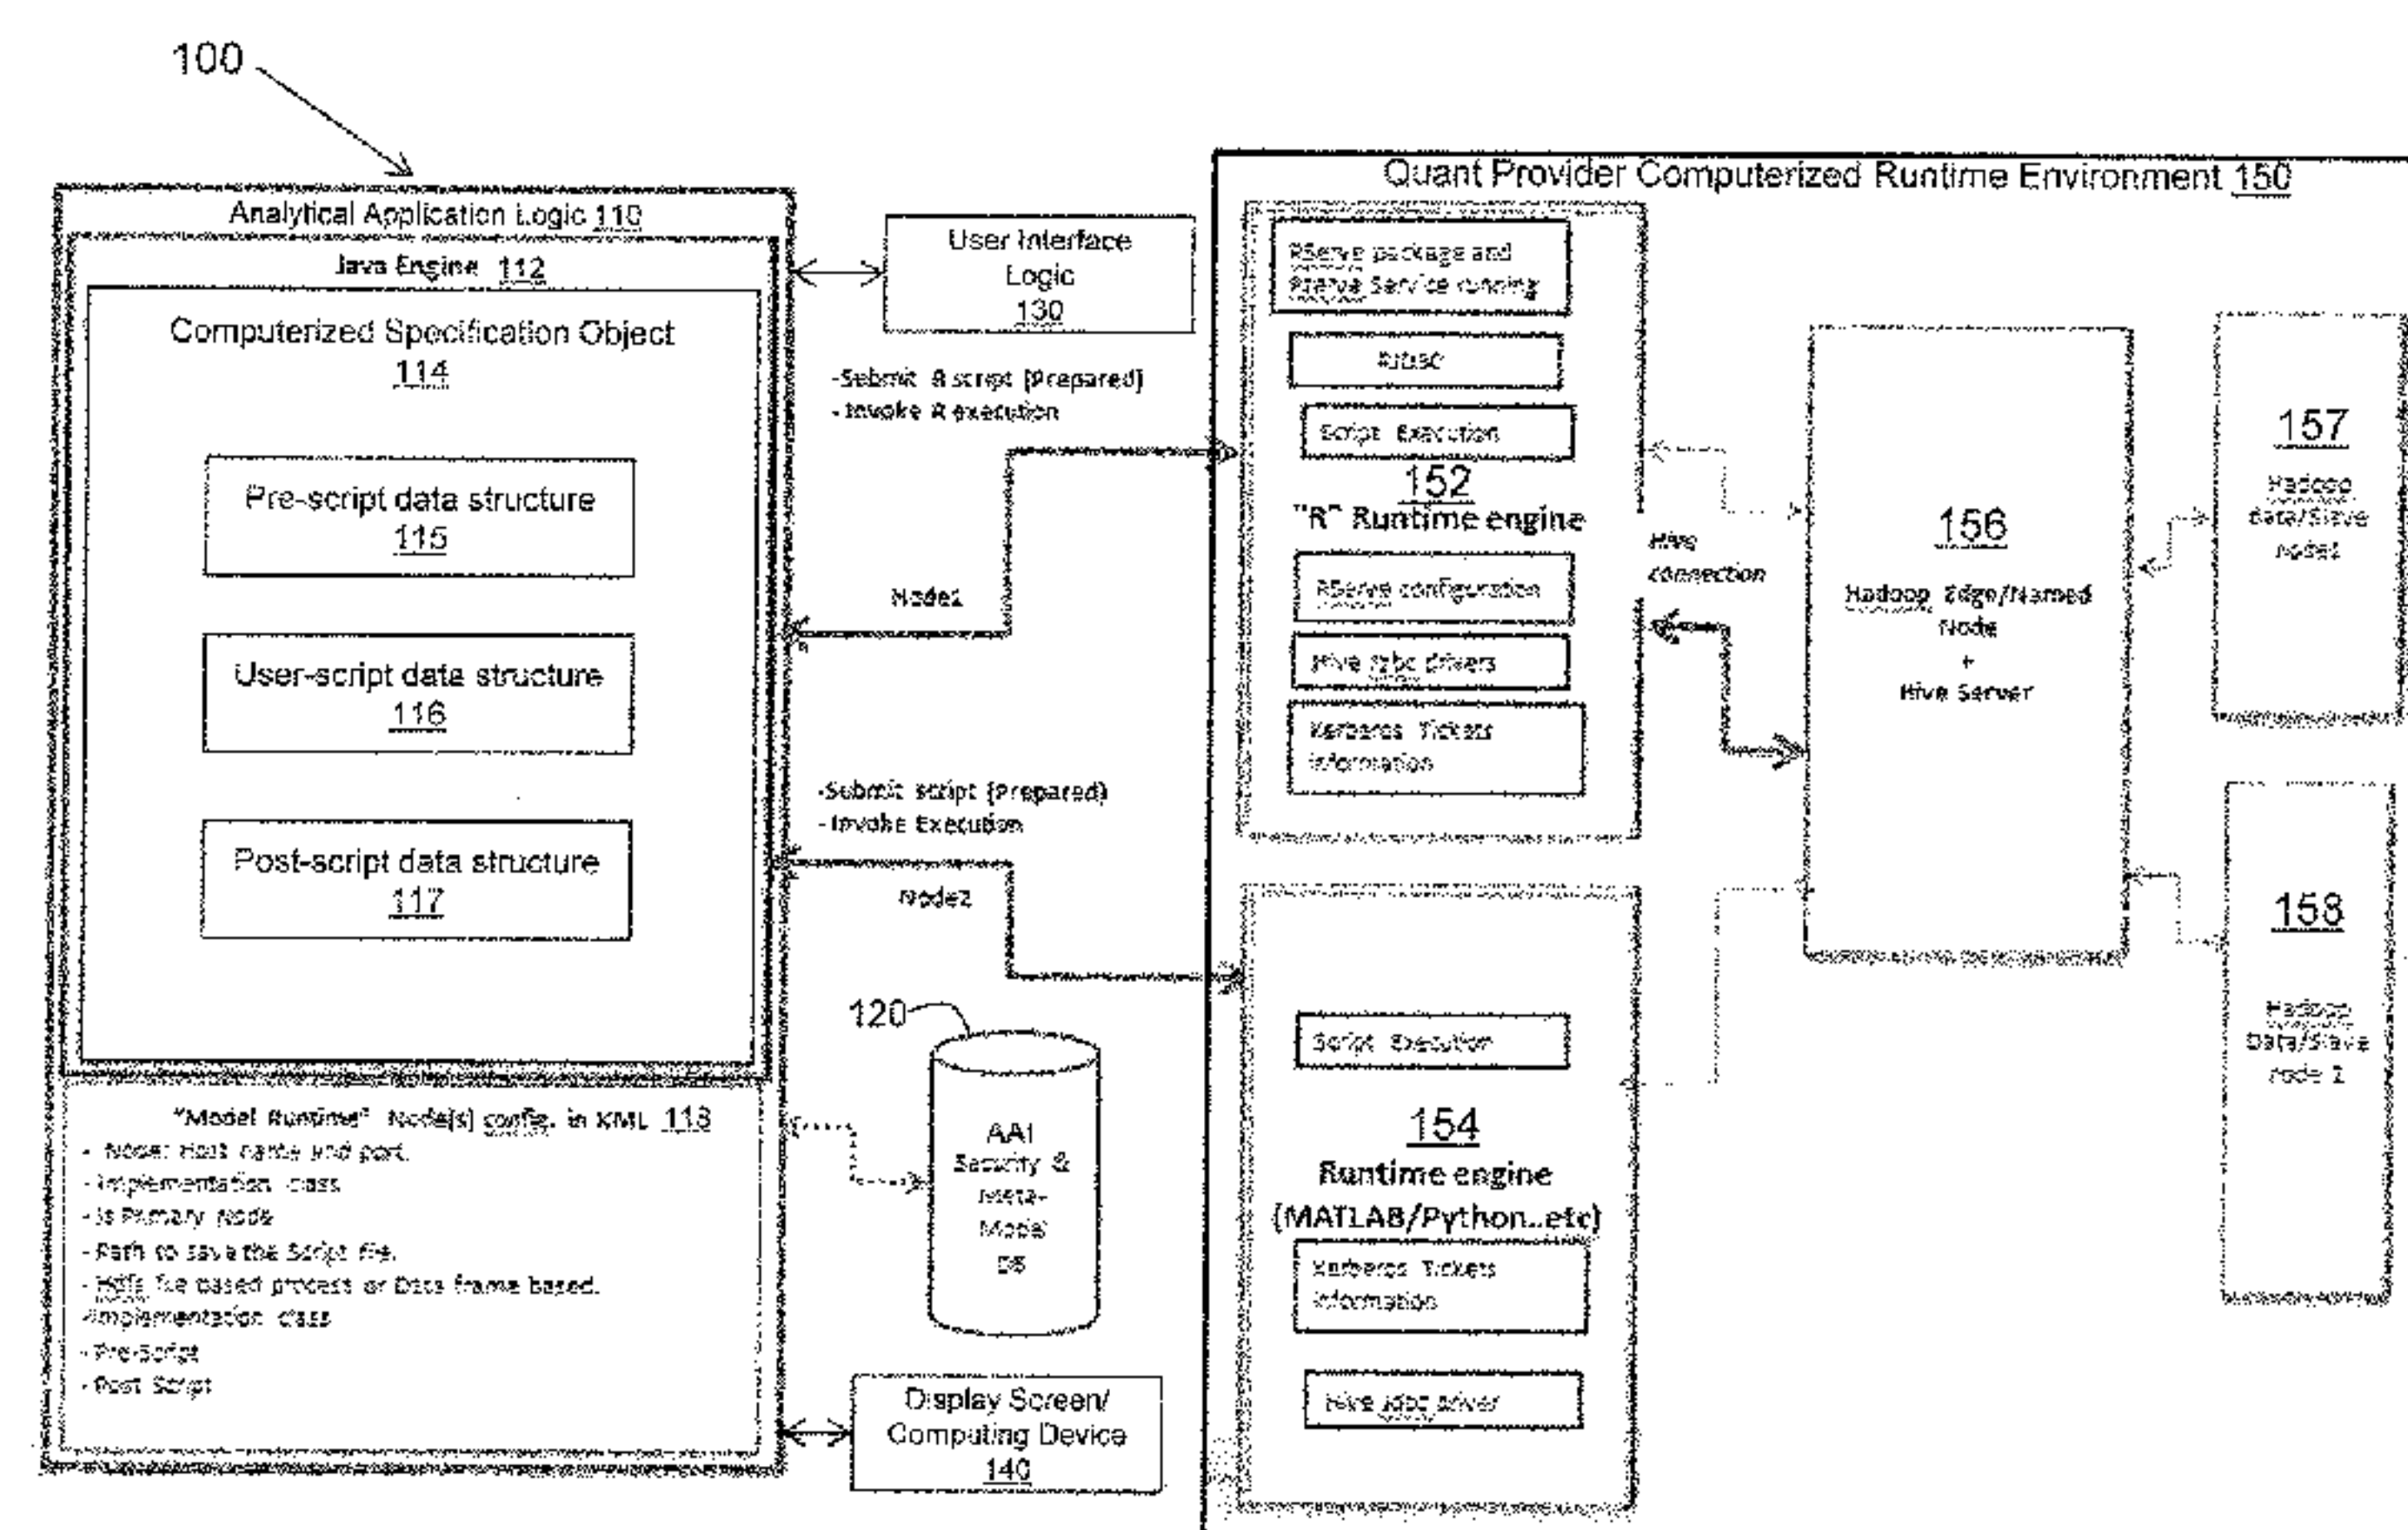 100
Analytical Application Logic 110
Java Engine 112
Computerized Specification Object
114
Pre-script data structure
115
User-script data structure
116
Post-script data structure
117
"Model Runtime" Node(s) config. in XML 118
- Node: Host name and port.
- Implementation class
- Is Primary Node
- Path to save the Script file.
- Hdfs file based process or Data frame based.
-Implementation class
- Pre-Script
- Post Script
User Interface
Logic
130
-Submit R script (Prepared)
- Invoke R execution
Node1
-Submit script (Prepared)
- Invoke Execution
Node2
120
AAI
Security &
Meta-
Model
DB
Display Screen/
Computing Device
140
Quant Provider Computerized Runtime Environment 150
RServe package and
RServe Service running
RJDBC
Script Execution
152
"R" Runtime engine
RServe configuration
Hive jdbc drivers
Kerberos Tickets
information
Hive
connection
Script Execution
154
Runtime engine
(MATLAB/Python..etc)
Kerberos Tickets
information
Hive jdbc driver
156
Hadoop Edge/Named
Node
+
Hive Server
157
Hadoop
Data/Slave
node1
158
Hadoop
Data/Slave
node 2